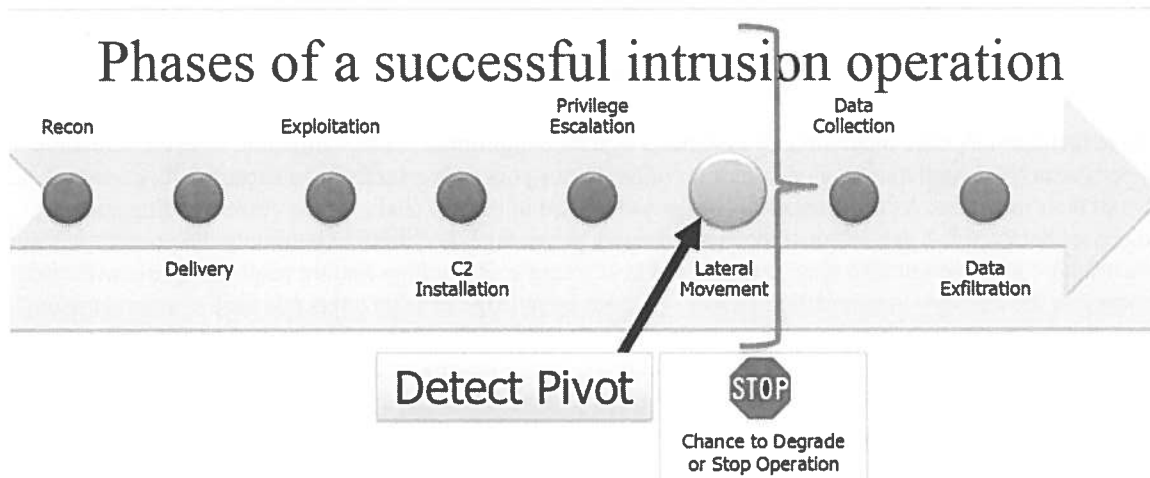 Phases of a successful intrusion operation
Recon
Exploitation
Privilege
Escalation
Data
Collection
Delivery
C2
Installation
Lateral
Movement
Data
Exfiltration
Detect Pivot
STOP
Chance to Degrade
or Stop Operation